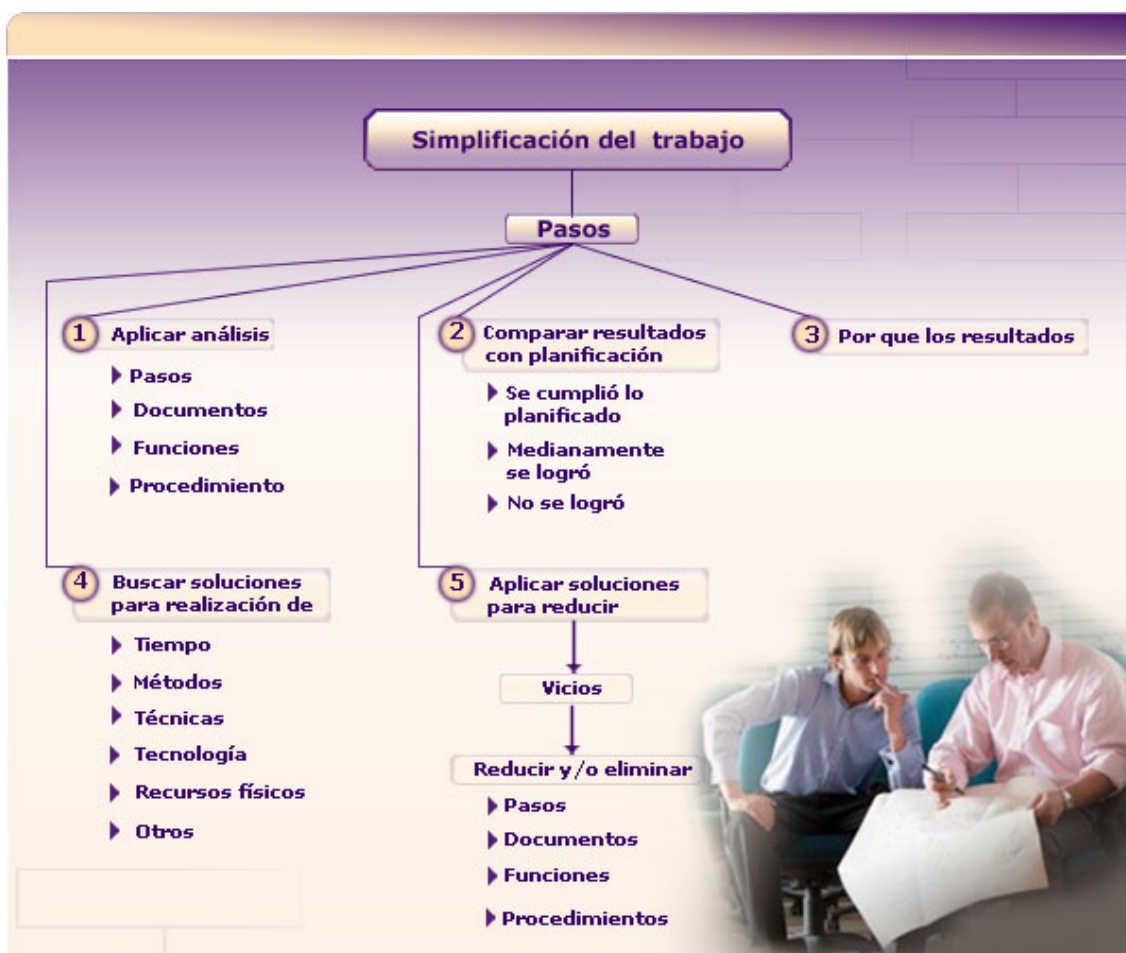 Simplificación del trabajo
Pasos
1 Aplicar análisis
Pasos
Documentos
Funciones
Procedimiento
2 Comparar resultados
con planificación
Se cumplió lo
planificado
Medianamente
se logró
No se logró
3 Por que los resultados
4 Buscar soluciones
para realización de
Tiempo
Métodos
Técnicas
Tecnología
Recursos físicos
Otros
5 Aplicar soluciones
para reducir
Vicios
Reducir y/o eliminar
Pasos
Documentos
Funciones
Procedimientos